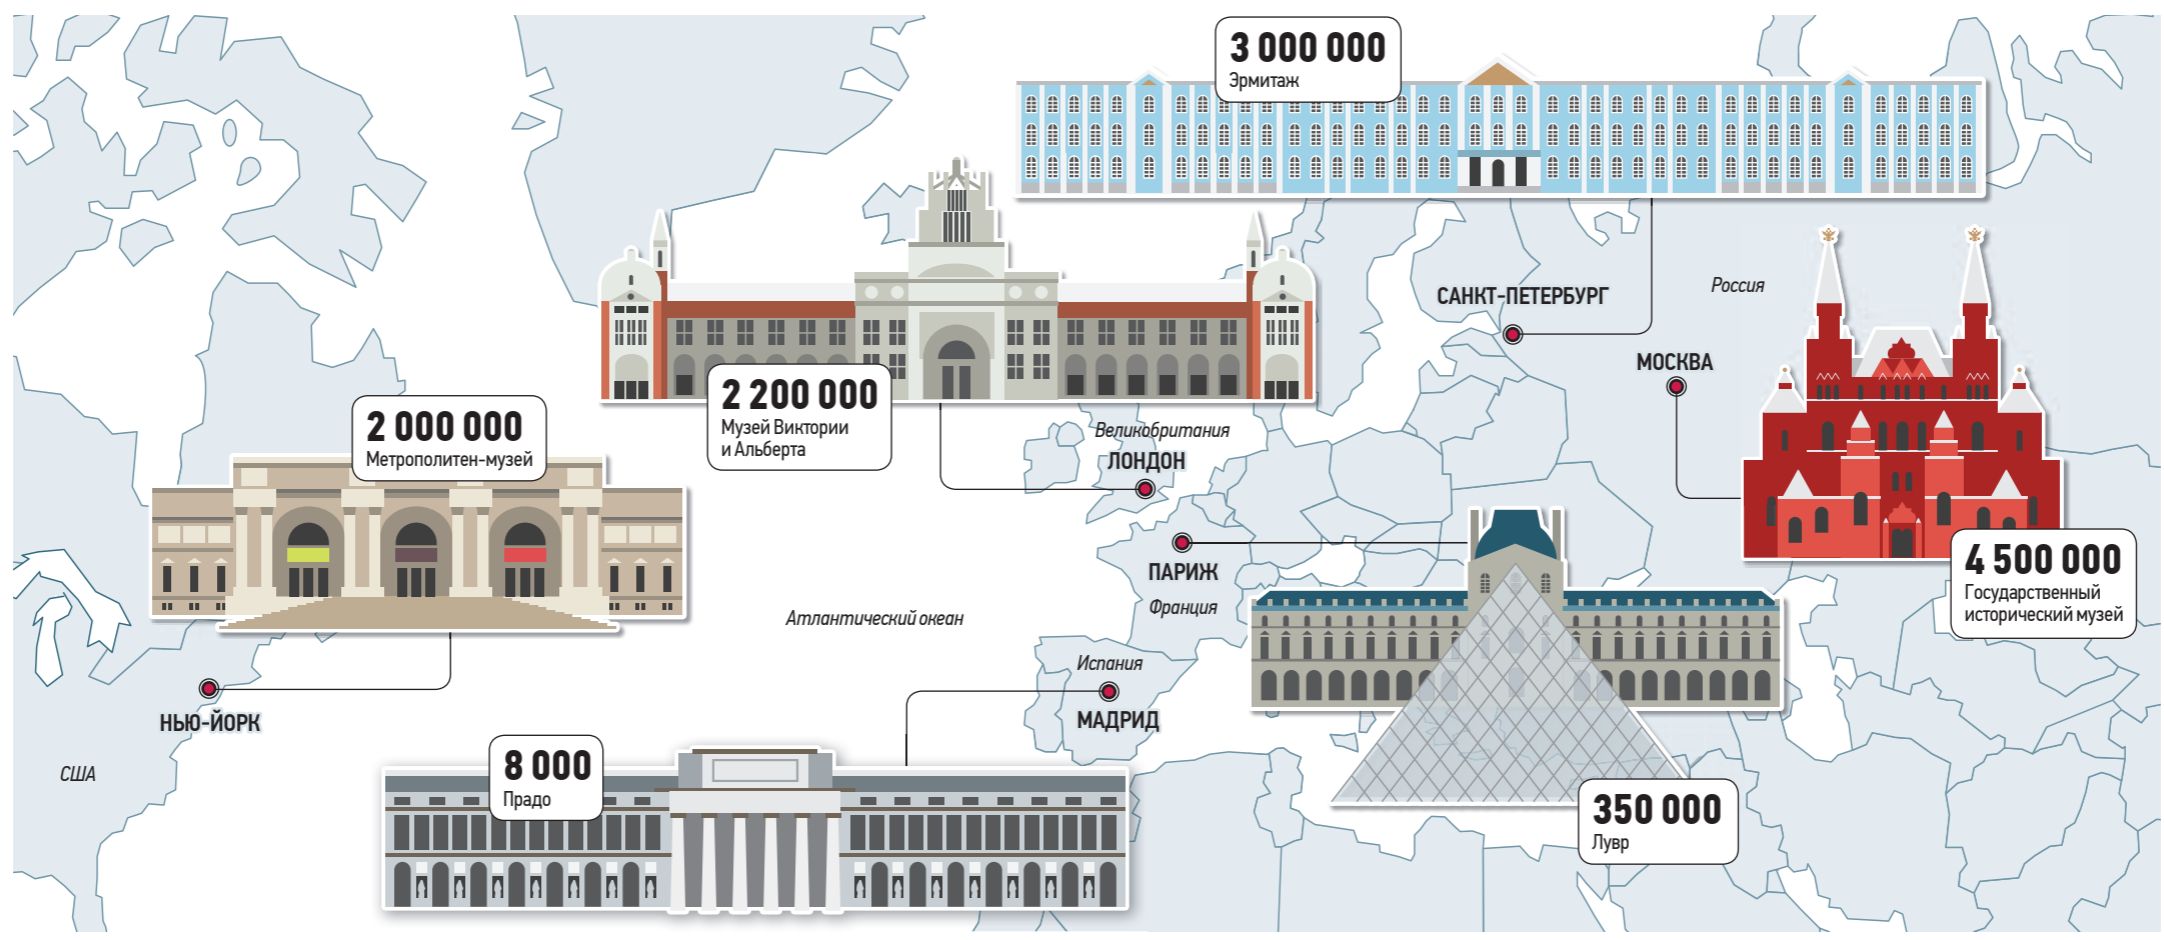 3 000 000
Эрмитаж
САНКТ-ПЕТЕРБУРГ
Россия
МОСКВА
4 500 000
Государственный
исторический музей
2 200 000
Музей Виктории
и Альберта
Великобритания
ЛОНДОН
2 000 000
Метрополитен-музей
НЬЮ-ЙОРК
США
Атлантический океан
ПАРИЖ
Франция
350 000
Лувр
Испания
МАДРИД
8 000
Прадо